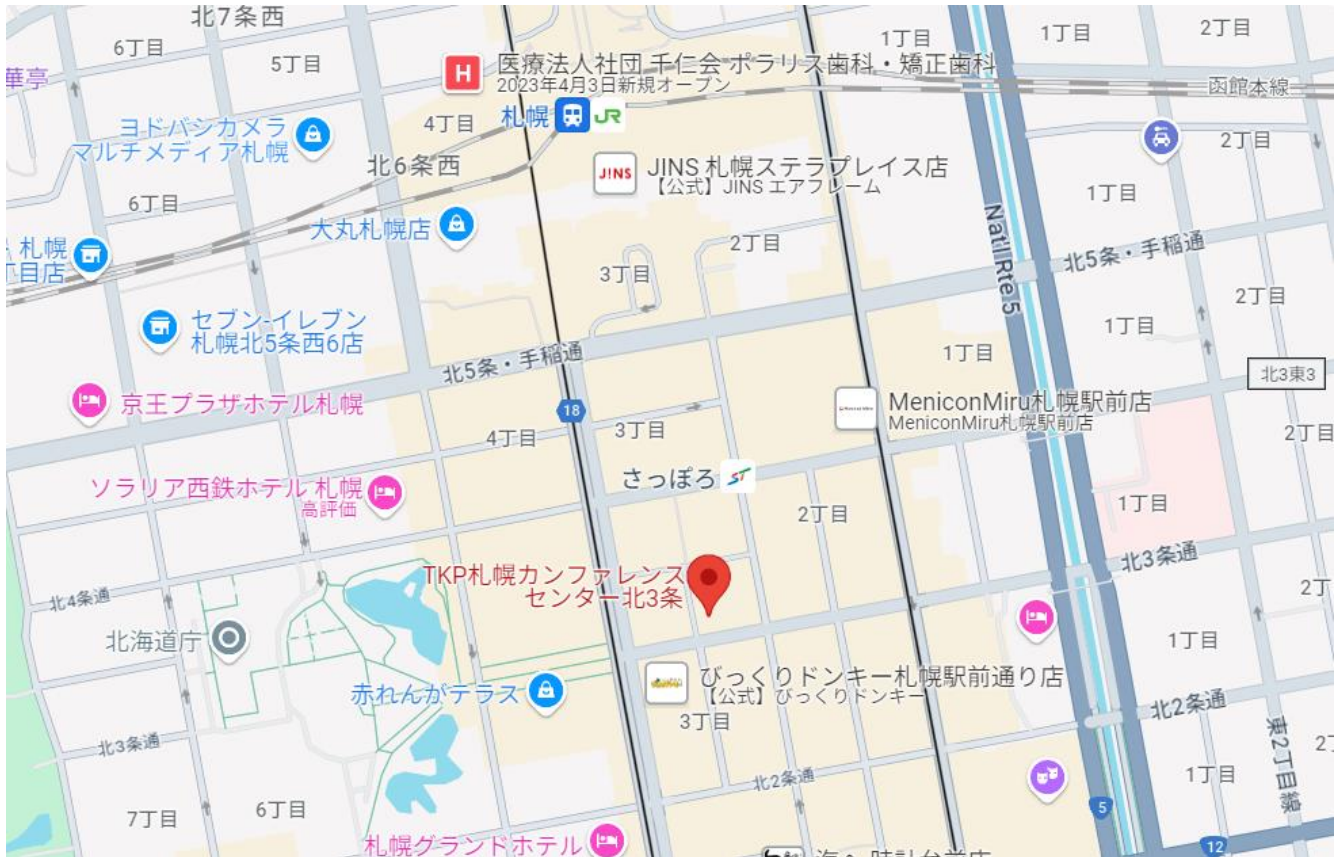 北7条西
6丁目
5丁目
華亭
医療法人社団 千仁会 ポラリス歯科・矯正歯科
2023年4月3日新規オープン
1丁目
1丁目
2丁目
函館本線
ヨドバシカメラ
マルチメディア札幌
4丁目
札幌
JR
北6条西
JINS
JINS 札幌ステラプレイス店
【公式】JINS エアフレーム
2丁目
1丁目
6丁目
大丸札幌店
札幌
丁目店
2丁目
3丁目
Nat'l Rte 5
北5条・手稲通
2丁目
セブン-イレブン
札幌北5条西6店
北5条・手稲通
1丁目
1丁目
北3東3
京王プラザホテル札幌
18
MeniconMiru札幌駅前店
MeniconMiru札幌駅前店
4丁目
3丁目
2丁目
ソラリア西鉄ホテル 札幌
高評価
さっぽろ
ST
2丁目
1丁目
TKP札幌カンファレンス
センター北3条
北3条通
北4条通
2丁
北海道庁
1丁目
赤れんがテラス
びっくりドンキー札幌駅前通り店
【公式】びっくりドンキー
3丁目
北2条通
北3条通
東2丁目線
北2条通
1丁目
7丁目
6丁目
5
札幌グランドホテル
12